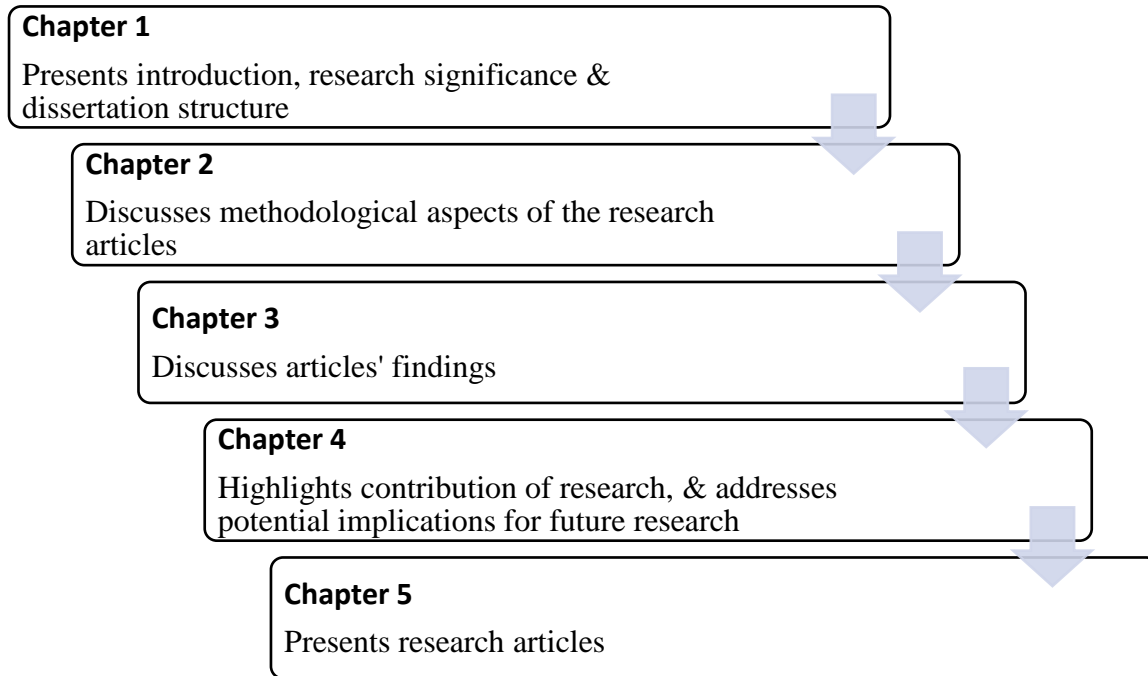 Chapter 1
Presents introduction, research significance &
dissertation structure
Chapter 2
Discusses methodological aspects of the research
articles
Chapter 3
Discusses articles' findings
Chapter 4
Highlights contribution of research, & addresses
potential implications for future research
Chapter 5
Presents research articles